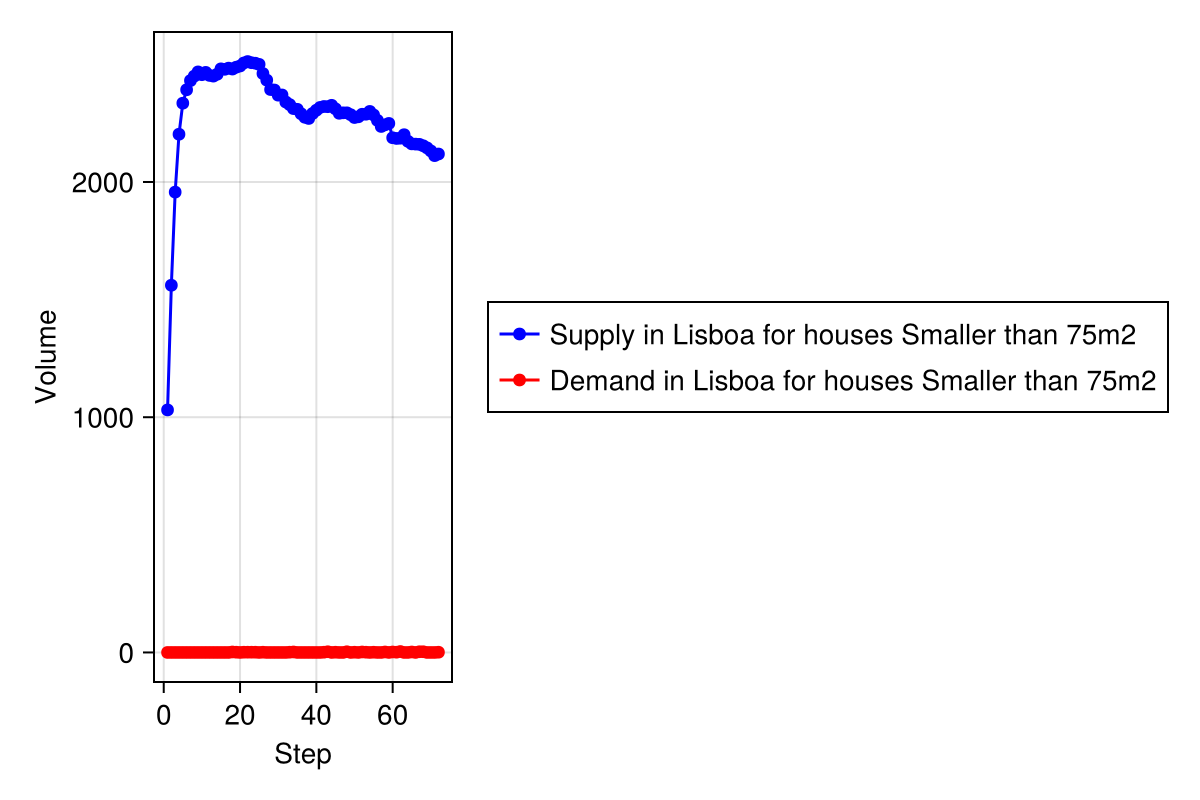 Volume
2000
1000
0
0 20 40 60
Step
Supply in Lisboa for houses Smaller than 75m2
Demand in Lisboa for houses Smaller than 75m2